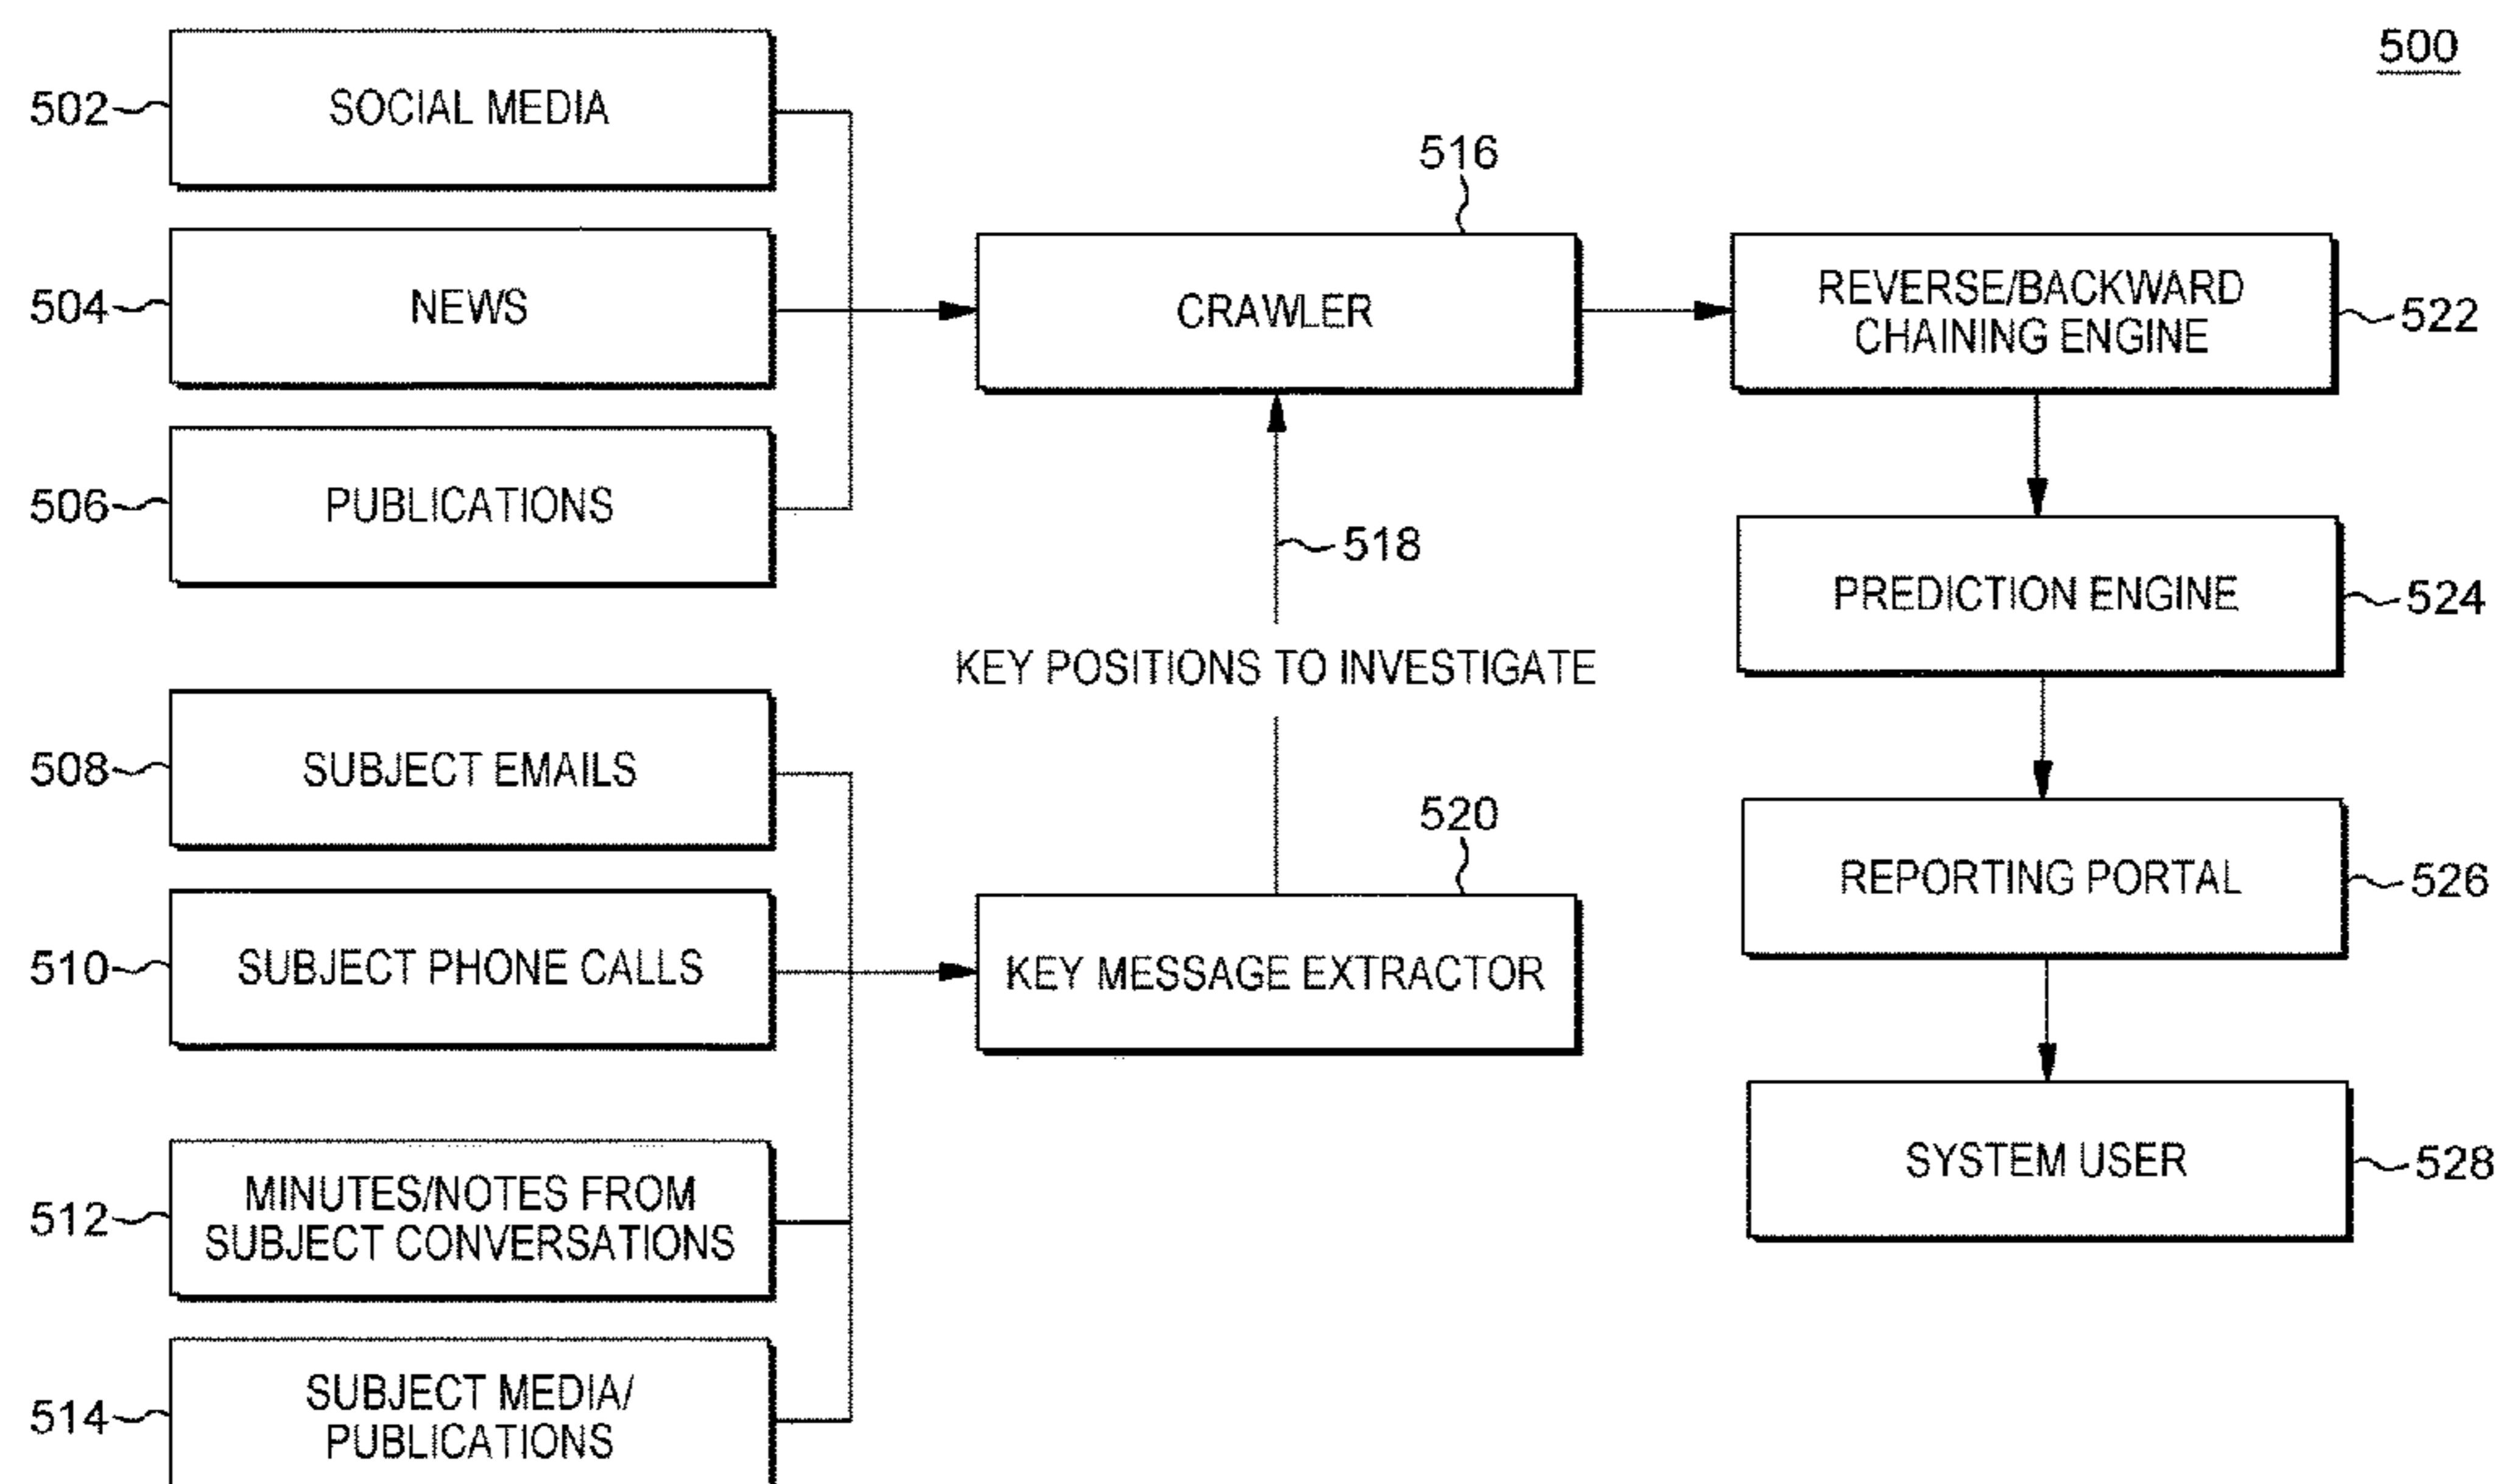 500
502
SOCIAL MEDIA
504
NEWS
506
PUBLICATIONS
508
SUBJECT EMAILS
510
SUBJECT PHONE CALLS
512
MINUTES/NOTES FROM
SUBJECT CONVERSATIONS
514
SUBJECT MEDIA/
PUBLICATIONS
516
CRAWLER
518
KEY POSITIONS TO INVESTIGATE
520
KEY MESSAGE EXTRACTOR
REVERSE/BACKWARD
CHAINING ENGINE
522
PREDICTION ENGINE
524
REPORTING PORTAL
526
SYSTEM USER
528